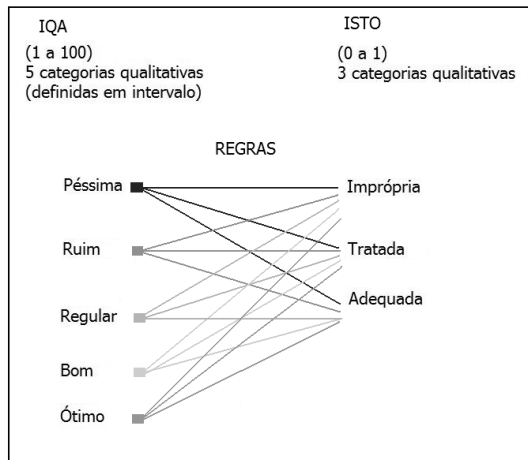 IQA
(1 a 100)
5 categorias qualitativas
(definidas em intervalo)
ISTO
(0 a 1)
3 categorias qualitativas
REGRAS
Péssima
Ruim
Regular
Bom
Ótimo
Imprópria
Tratada
Adequada